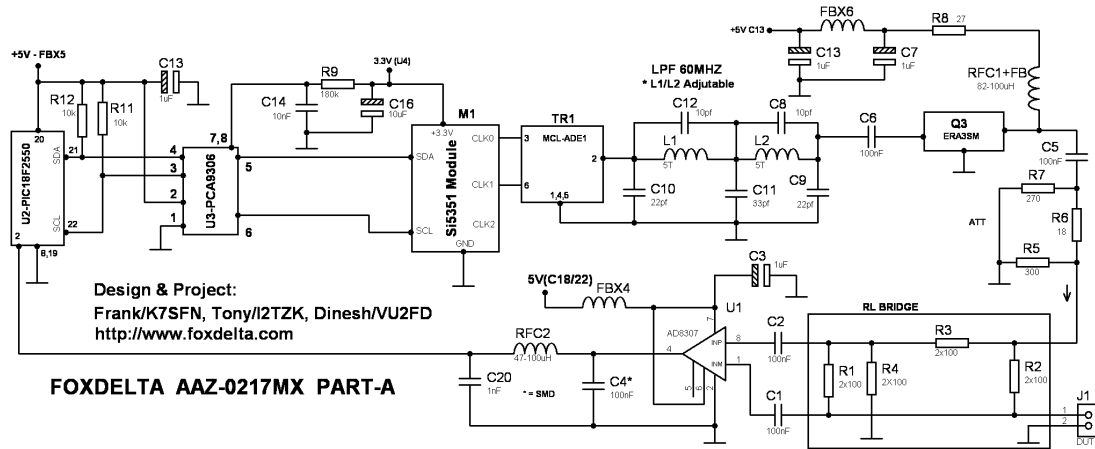 +5V - FBX5
C13
1uF
R12
10k
R11
10k
20
21
SDA
U2-PIC18F2550
SCL
22
2
8,19
7,8
4
3
2
1
U3-PCA9306
5
6
C14
10nF
R9
180k
3.3V (U4)
C16
10uF
M1
+3.3V
SDA
SCL
Si5351 Module
CLK0
CLK1
CLK2
GND
TR1
MCL-ADE1
3
6
2
1,4,5
LPF 60MHZ
* L1/L2 Adjutable
C12
10pf
C8
10pf
L1
5T
L2
5T
C10
22pf
C11
33pf
C9
22pf
C6
100nF
+5V C13
FBX6
C13
1uF
C7
1uF
R8
27
RFC1+FB
82-100uH
Q3
ERA3SM
C5
100nF
R7
270
ATT
R6
18
R5
300
RL BRIDGE
R3
2x100
R1
2x100
R4
2X100
R2
2x100
J1
1
2
DUT
5V(C18/22)
FBX4
C3
1uF
U1
AD8307
7
INP
8
INM
1
4
5
6
2
C2
100nF
C1
100nF
RFC2
47-100uH
C20
1nF
C4*
100nF
* = SMD
Design & Project:
Frank/K7SFN, Tony/I2TZK, Dinesh/VU2FD
http://www.foxdelta.com
FOXDELTA AAZ-0217MX PART-A